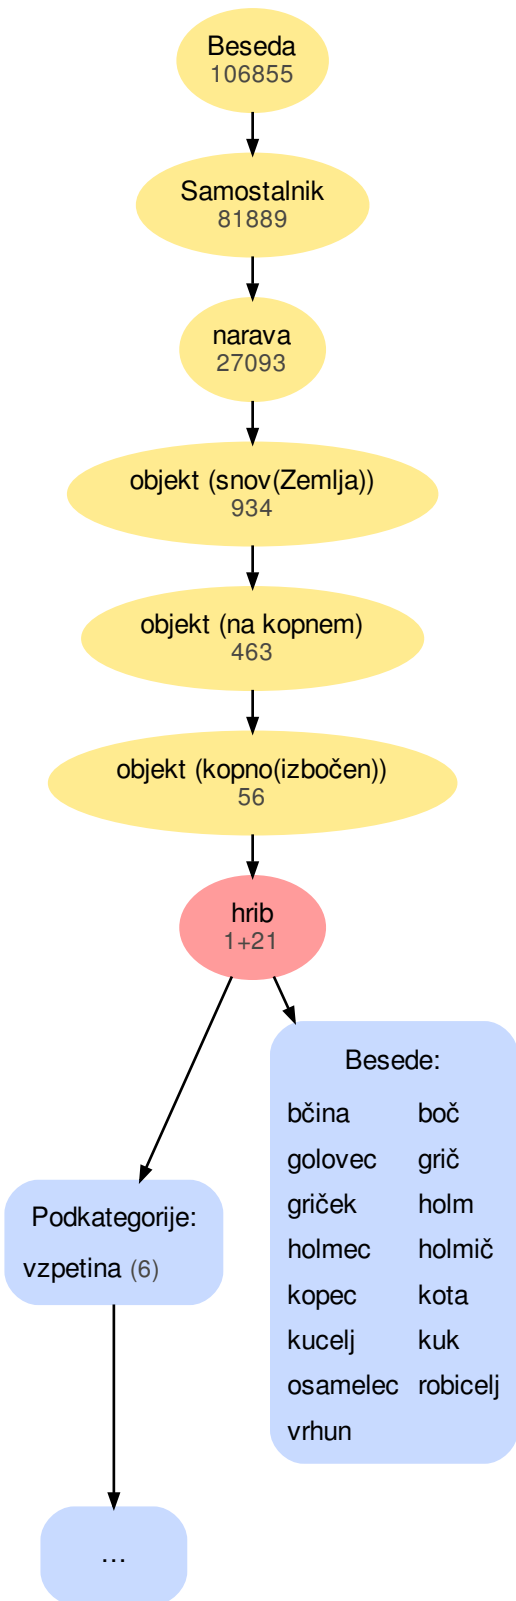 Beseda
106855
Samostalnik
81889
narava
27093
objekt (snov(Zemlja))
934
objekt (na kopnem)
463
objekt (kopno(izbočen))
56
hrib
1+21
Besede:
bčina boč
golovec grič
griček holm
holmec holmič
kopec kota
kucelj kuk
osamelec robicelj
vrhun
Podkategorije:
vzpetina (6)
...